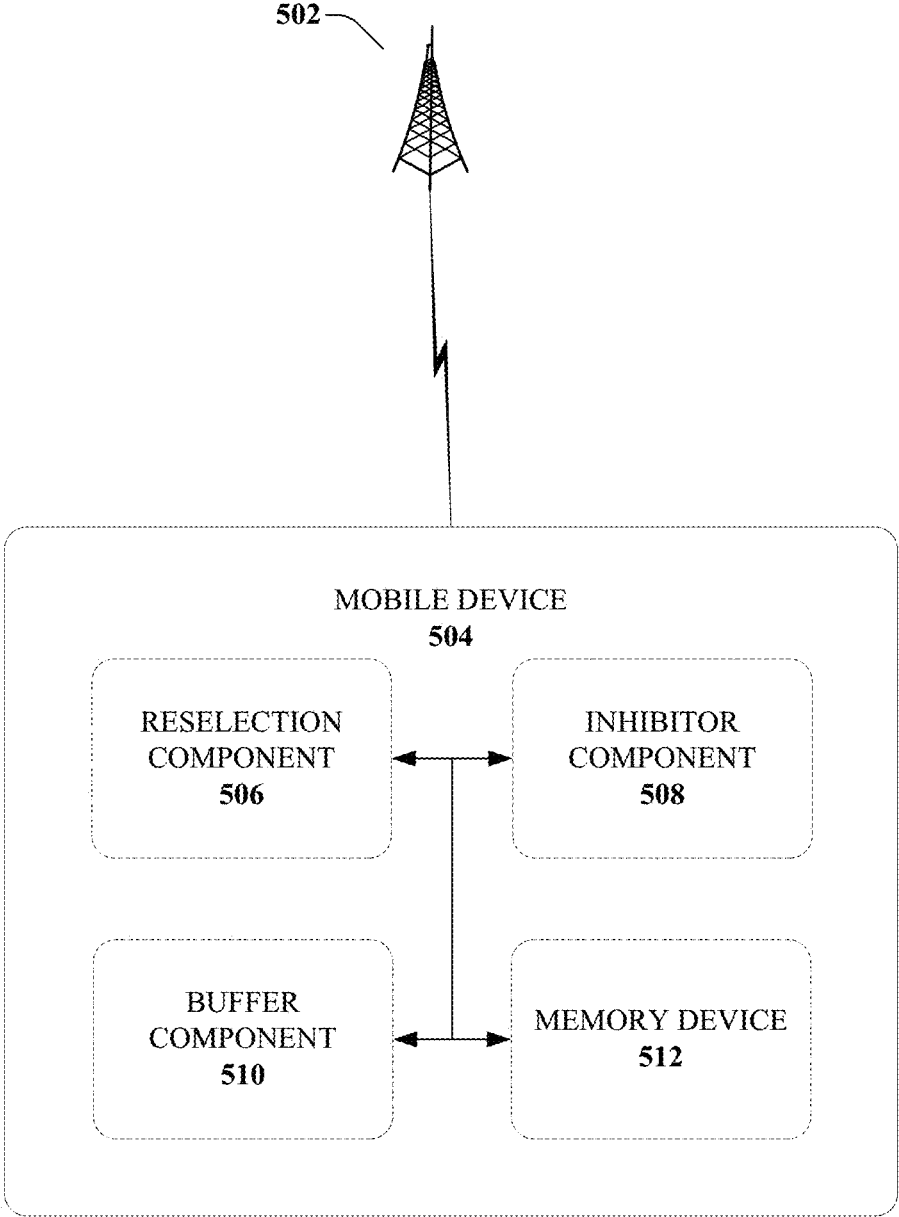 502
MOBILE DEVICE
504
RESELECTION
COMPONENT
506
INHIBITOR
COMPONENT
508
BUFFER
COMPONENT
510
MEMORY DEVICE
512